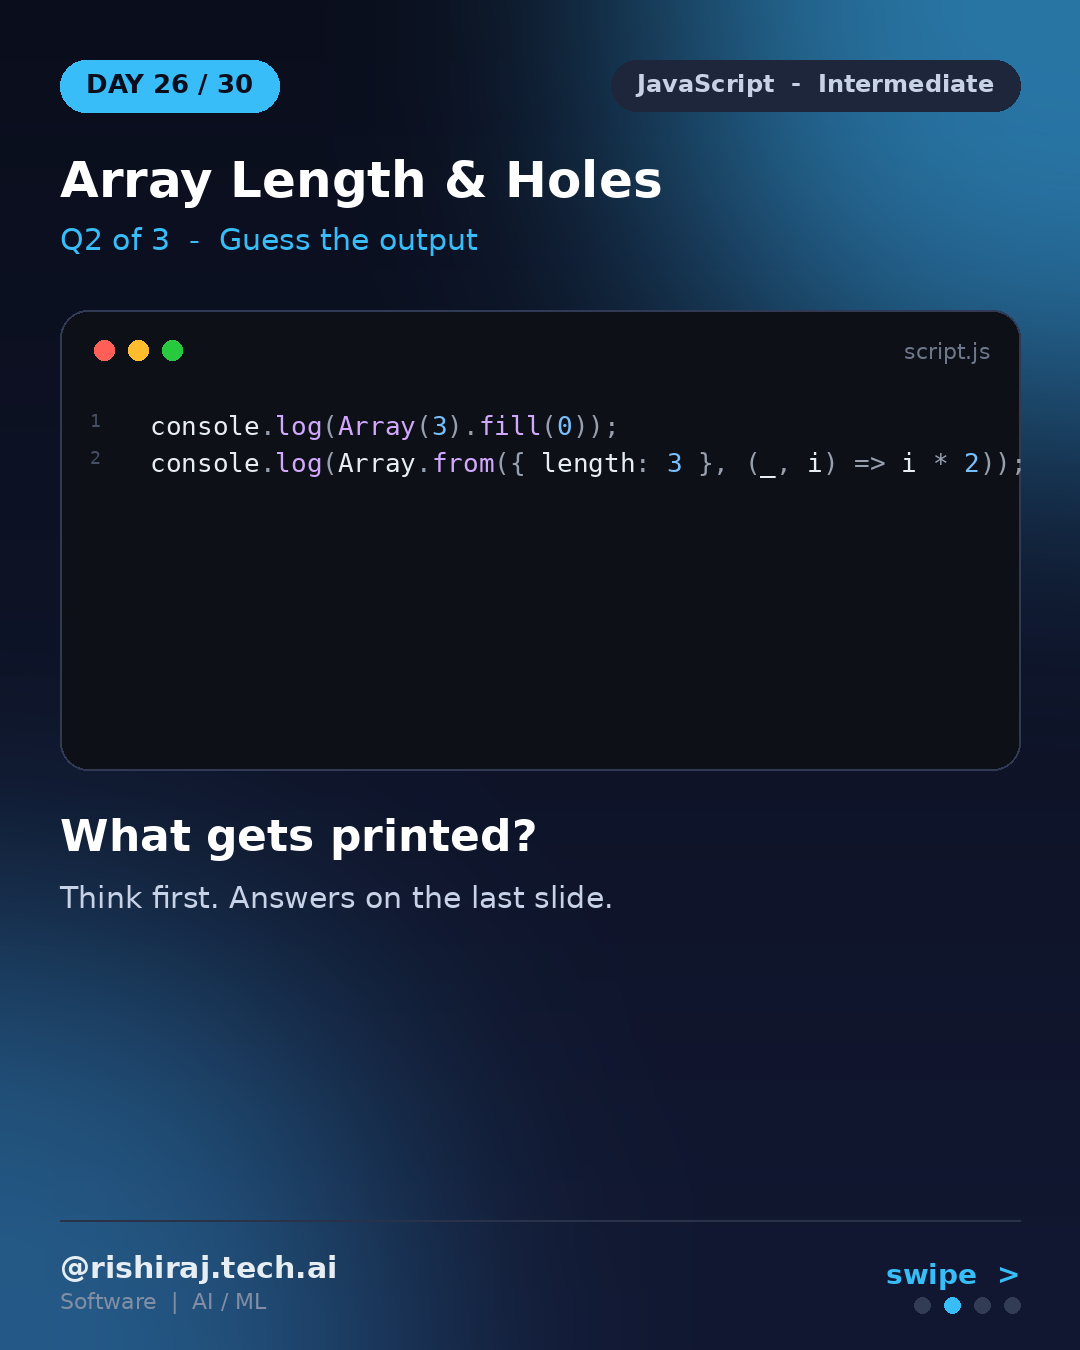 DAY 26 / 30
JavaScript - Intermediate
Array Length & Holes
Q2 of 3 - Guess the output
script.js
1 console.log(Array(3).fill(0));
2 console.log(Array.from({ length: 3 }, (_, i) => i * 2));
What gets printed?
Think first. Answers on the last slide.
@rishiraj.tech.ai
Software | AI / ML
swipe >